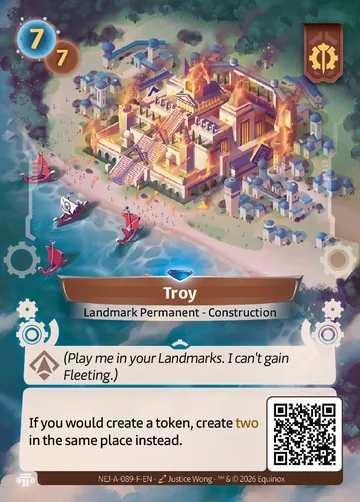 7
7
Troy
Landmark Permanent - Construction
(Play me in your Landmarks. I can't gain
Fleeting.)
If you would create a token, create two
in the same place instead.
NEJ-A-089-F-EN - Justice Wong - ™ & © 2026 Equinox